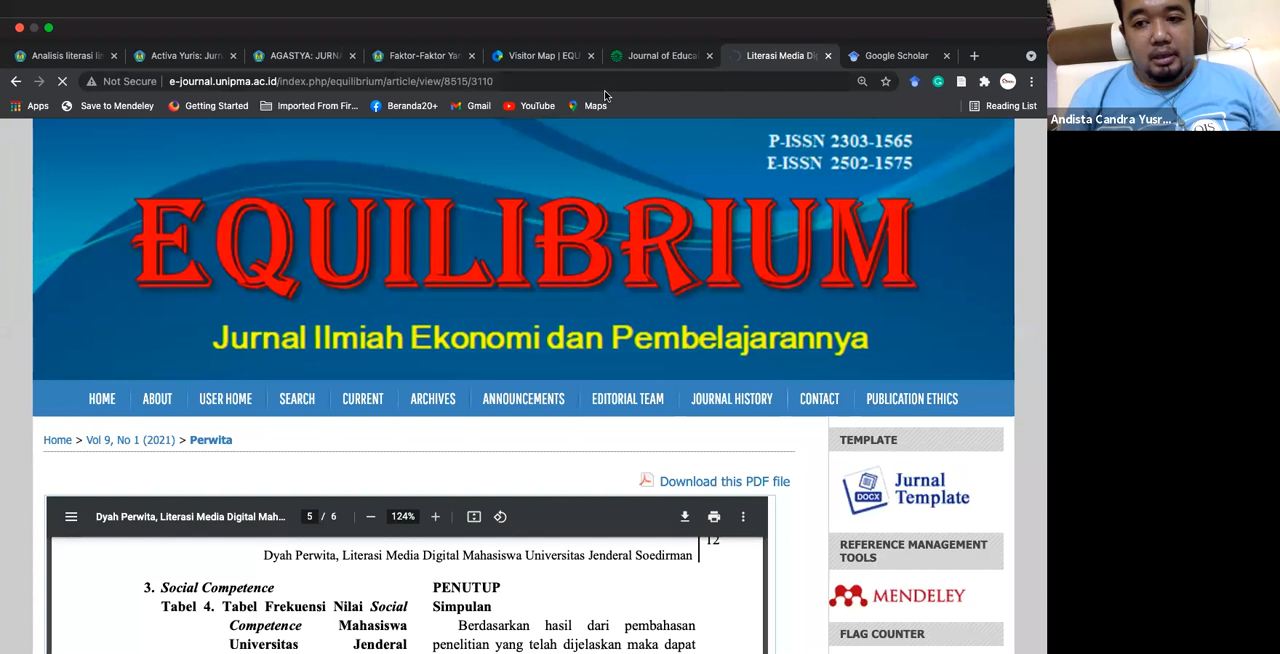 Analisis literasi li
Activa Yuris: Jurn
AGASTYA: JURNA
Faktor-Faktor Yan
Visitor Map | EQU
Journal of Educat
Literasi Media Dig
Google Scholar
Not Secure | e-journal.unipma.ac.id/index.php/equilibrium/article/view/8515/3110
Apps Save to Mendeley Getting Started Imported From Fir... Beranda20+ Gmail YouTube Maps Reading List
Andista Candra Yusr...
P-ISSN 2303-1565
E-ISSN 2502-1575
EQUILIBRIUM
Jurnal Ilmiah Ekonomi dan Pembelajarannya
HOME ABOUT USER HOME SEARCH CURRENT ARCHIVES ANNOUNCEMENTS EDITORIAL TEAM JOURNAL HISTORY CONTACT PUBLICATION ETHICS
Home > Vol 9, No 1 (2021) > Perwita
Download this PDF file
Dyah Perwita, Literasi Media Digital Mah... 5 / 6 124%
12
Dyah Perwita, Literasi Media Digital Mahasiswa Universitas Jenderal Soedirman
3. Social Competence
Tabel 4. Tabel Frekuensi Nilai Social
Competence Mahasiswa
Universitas Jenderal
PENUTUP
Simpulan
Berdasarkan hasil dari pembahasan
penelitian yang telah dijelaskan maka dapat
TEMPLATE
DOCX
Jurnal
Template
REFERENCE MANAGEMENT
TOOLS
MENDELEY
FLAG COUNTER